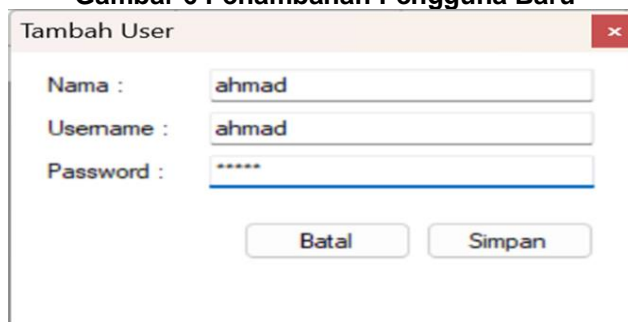 Gambar 6 Penambahan Pengguna Baru
Tambah User
Nama : ahmad
Username : ahmad
Password : *****
Batal Simpan